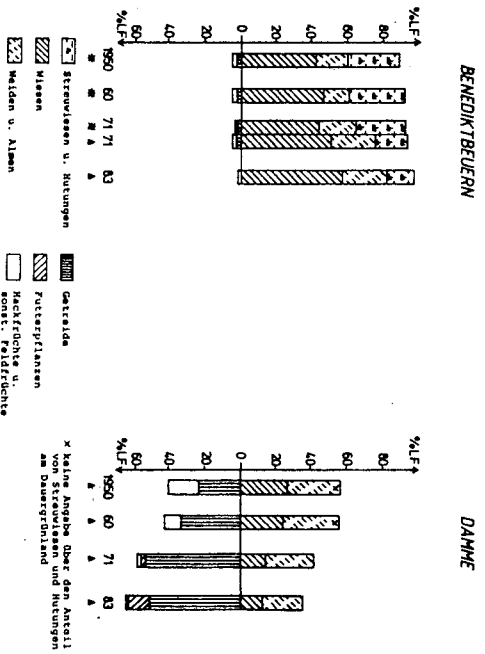 BENEDIKTBEUERN
%LF
80
60
40
20
0
20
40
%LF
1950
60
71
71
83
Streuwiesen u. Hutungen
Wiesen
Weiden u. Almen
Getreide
Futterpflanzen
Hackfrüchte u.
sonst. Feldfrüchte
DAMME
%LF
80
60
40
20
0
20
40
60
%LF
1950
60
71
83
x keine Angabe über den Anteil
von Streuwiesen und Hutungen
am Dauergrünland